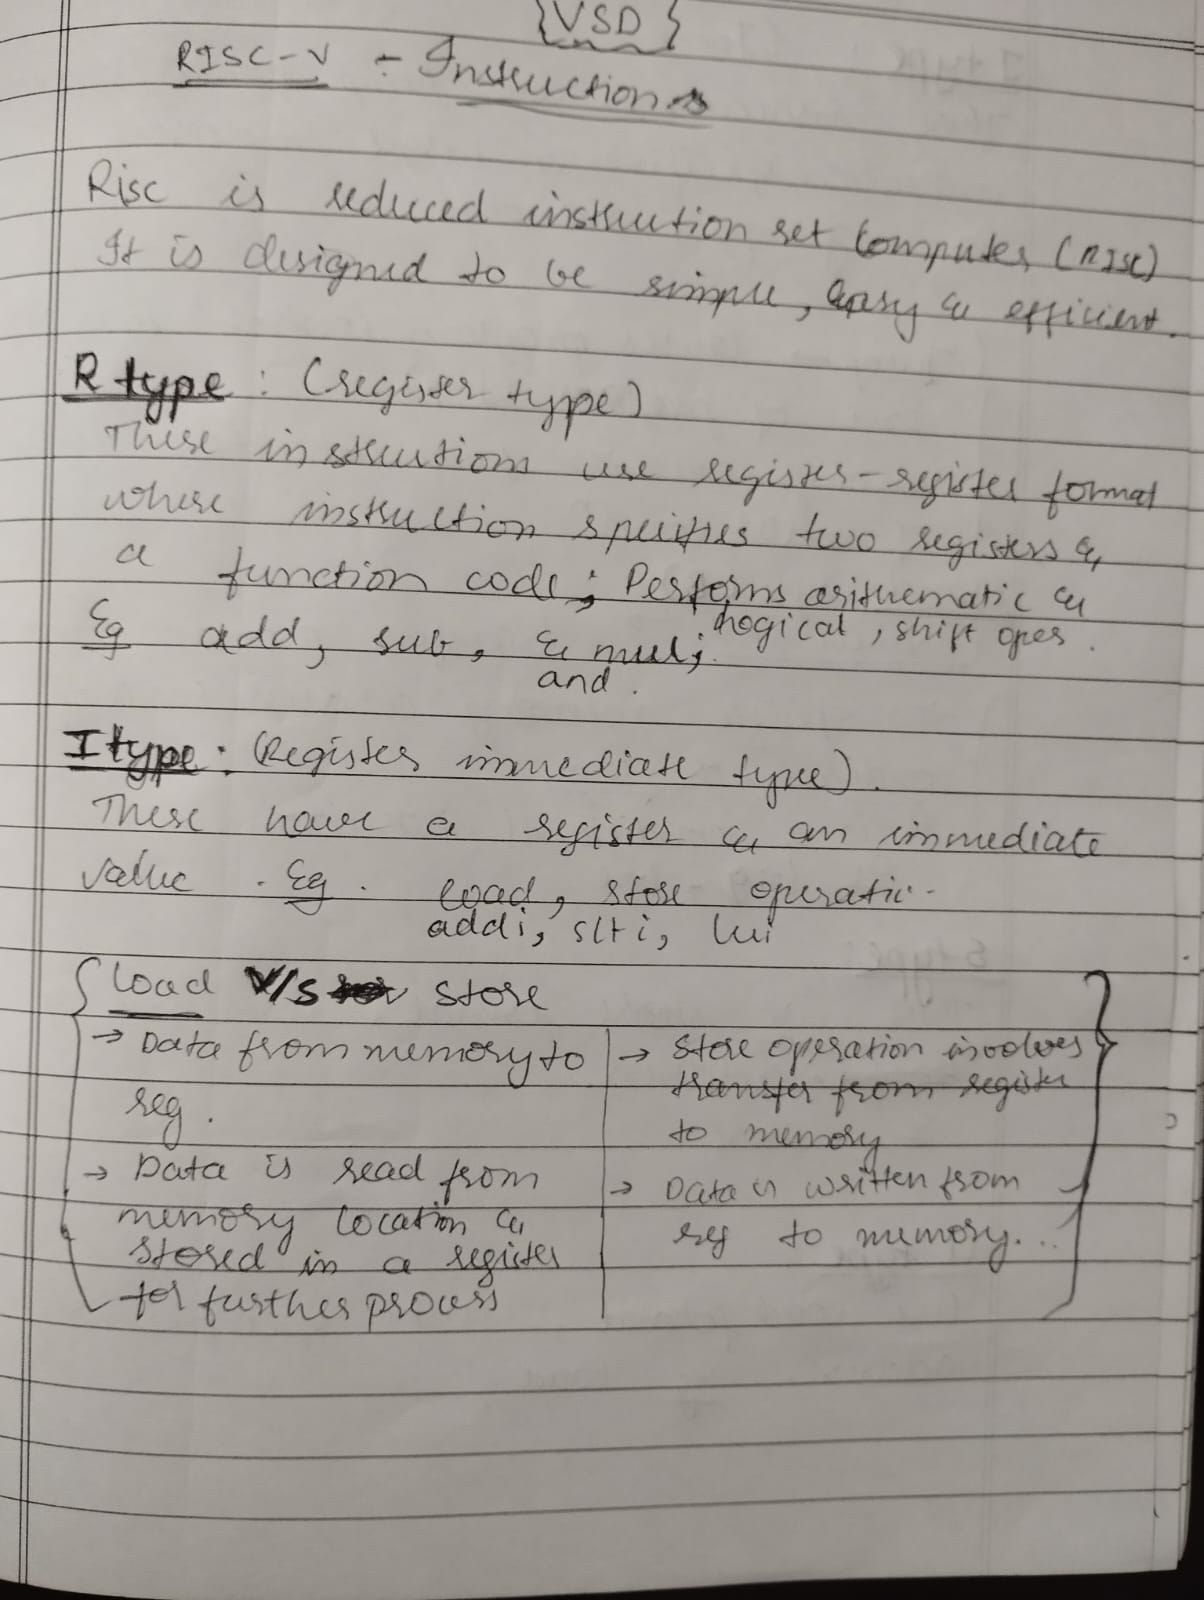 {VSD}
RISC-V ÷ Instructions
Risc is reduced instruction set computer (RISC)
It is designed to be simple, easy & efficient.
R type : (register type)
These instructions use register-register format
where instruction specifies two registers &
a function code; Performs arithematic &
logical, shift opes.
Eg add, sub, & mul;
and.
I type : (Register immediate type).
These have a register & an immediate
value. Eg. load, store operatic-
addi, slti, lui
Load V/s store
→ Data from memory to
reg.
→ Data is read from
memory location &
stored in a register
for further process
→ Store operation involves
transfer from register
to memory
→ Data is written from
reg to memory...